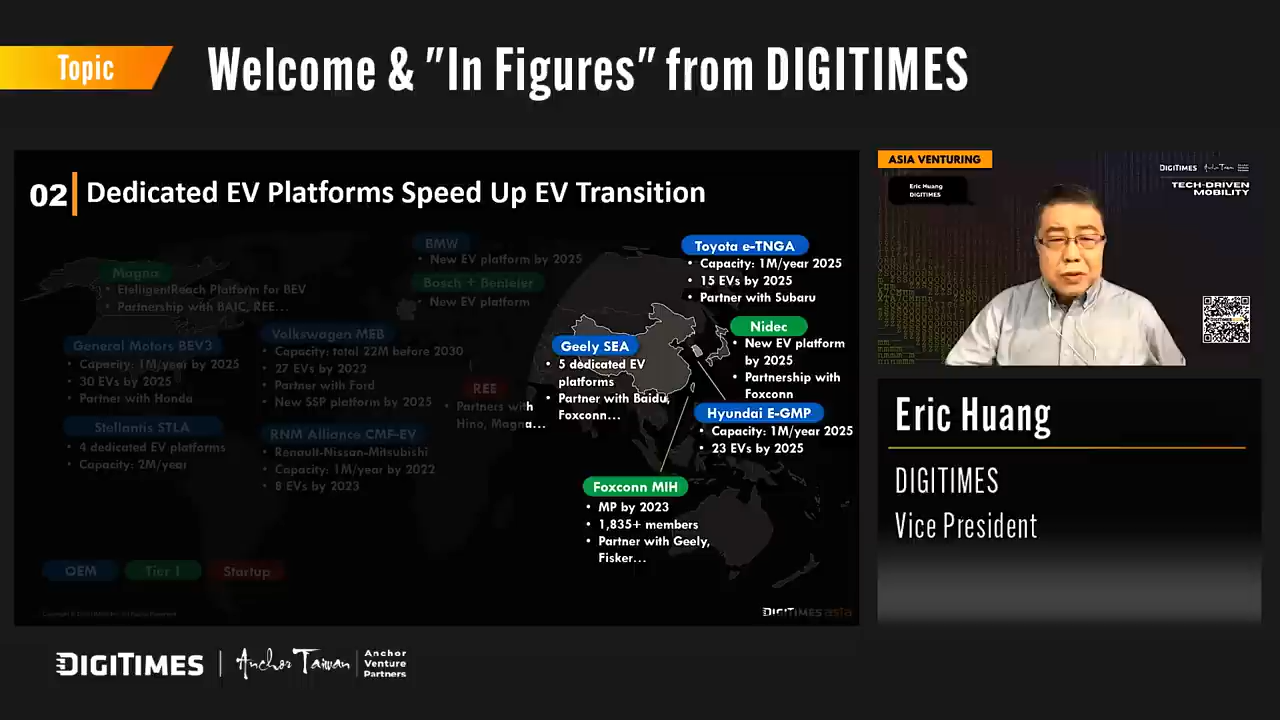 Topic
Welcome & "In Figures" from DIGITIMES
02
Dedicated EV Platforms Speed Up EV Transition
Magna
• EtelligentReach Platform for BEV
• Partnership with BAIC, REE...
General Motors BEV3
• Capacity: 1M/year by 2025
• 30 EVs by 2025
• Partner with Honda
Stellantis STLA
• 4 dedicated EV platforms
• Capacity: 2M/year
BMW
• New EV platform by 2025
Bosch + Benteler
• New EV platform
Volkswagen MEB
• Capacity: total 22M before 2030
• 27 EVs by 2023
• Partner with Ford
• New SSP platform by 2025
RNM Alliance CMF-EV
• Renault-Nissan-Mitsubishi
• Capacity: 1M/year by 2022
• 8 EVs by 2023
REE
• Partners with
Hino, Magna...
Geely SEA
• 5 dedicated EV
platforms
• Partner with Baidu,
Foxconn...
Toyota e-TNGA
• Capacity: 1M/year 2025
• 15 EVs by 2025
• Partner with Subaru
Nidec
• New EV platform
by 2025
• Partnership with
Foxconn
Hyundai E-GMP
• Capacity: 1M/year 2025
• 23 EVs by 2025
Foxconn MIH
• MP by 2023
• 1,835+ members
• Partner with Geely,
Fisker...
OEM
Tier 1
Startup
DIGITIMES asia
ASIA VENTURING
Eric Huang
DIGITIMES
DIGITIMES
TECH-DRIVEN
MOBILITY
Eric Huang
DIGITIMES
Vice President
DIGITIMES
Anchor Taiwan
Anchor
Venture
Partners